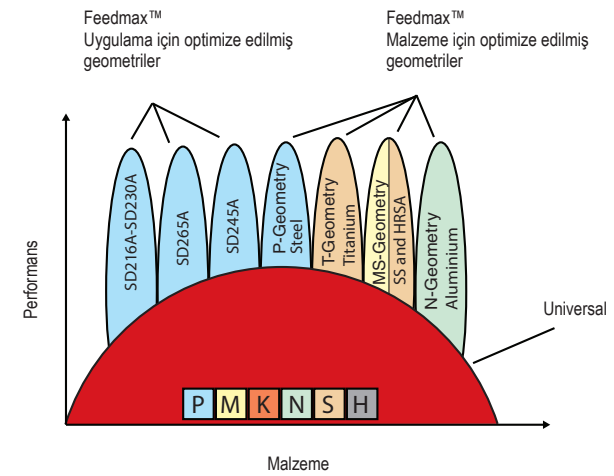 Feedmax™
Uygulama için optimize edilmiş
geometriler
Feedmax™
Malzeme için optimize edilmiş
geometriler
Performans
SD216A-SD230A
SD265A
SD245A
P-Geometry
Steel
T-Geometry
Titanium
MS-Geometry
SS and HRSA
N-Geometry
Aluminium
Universal
P M K N S H
Malzeme